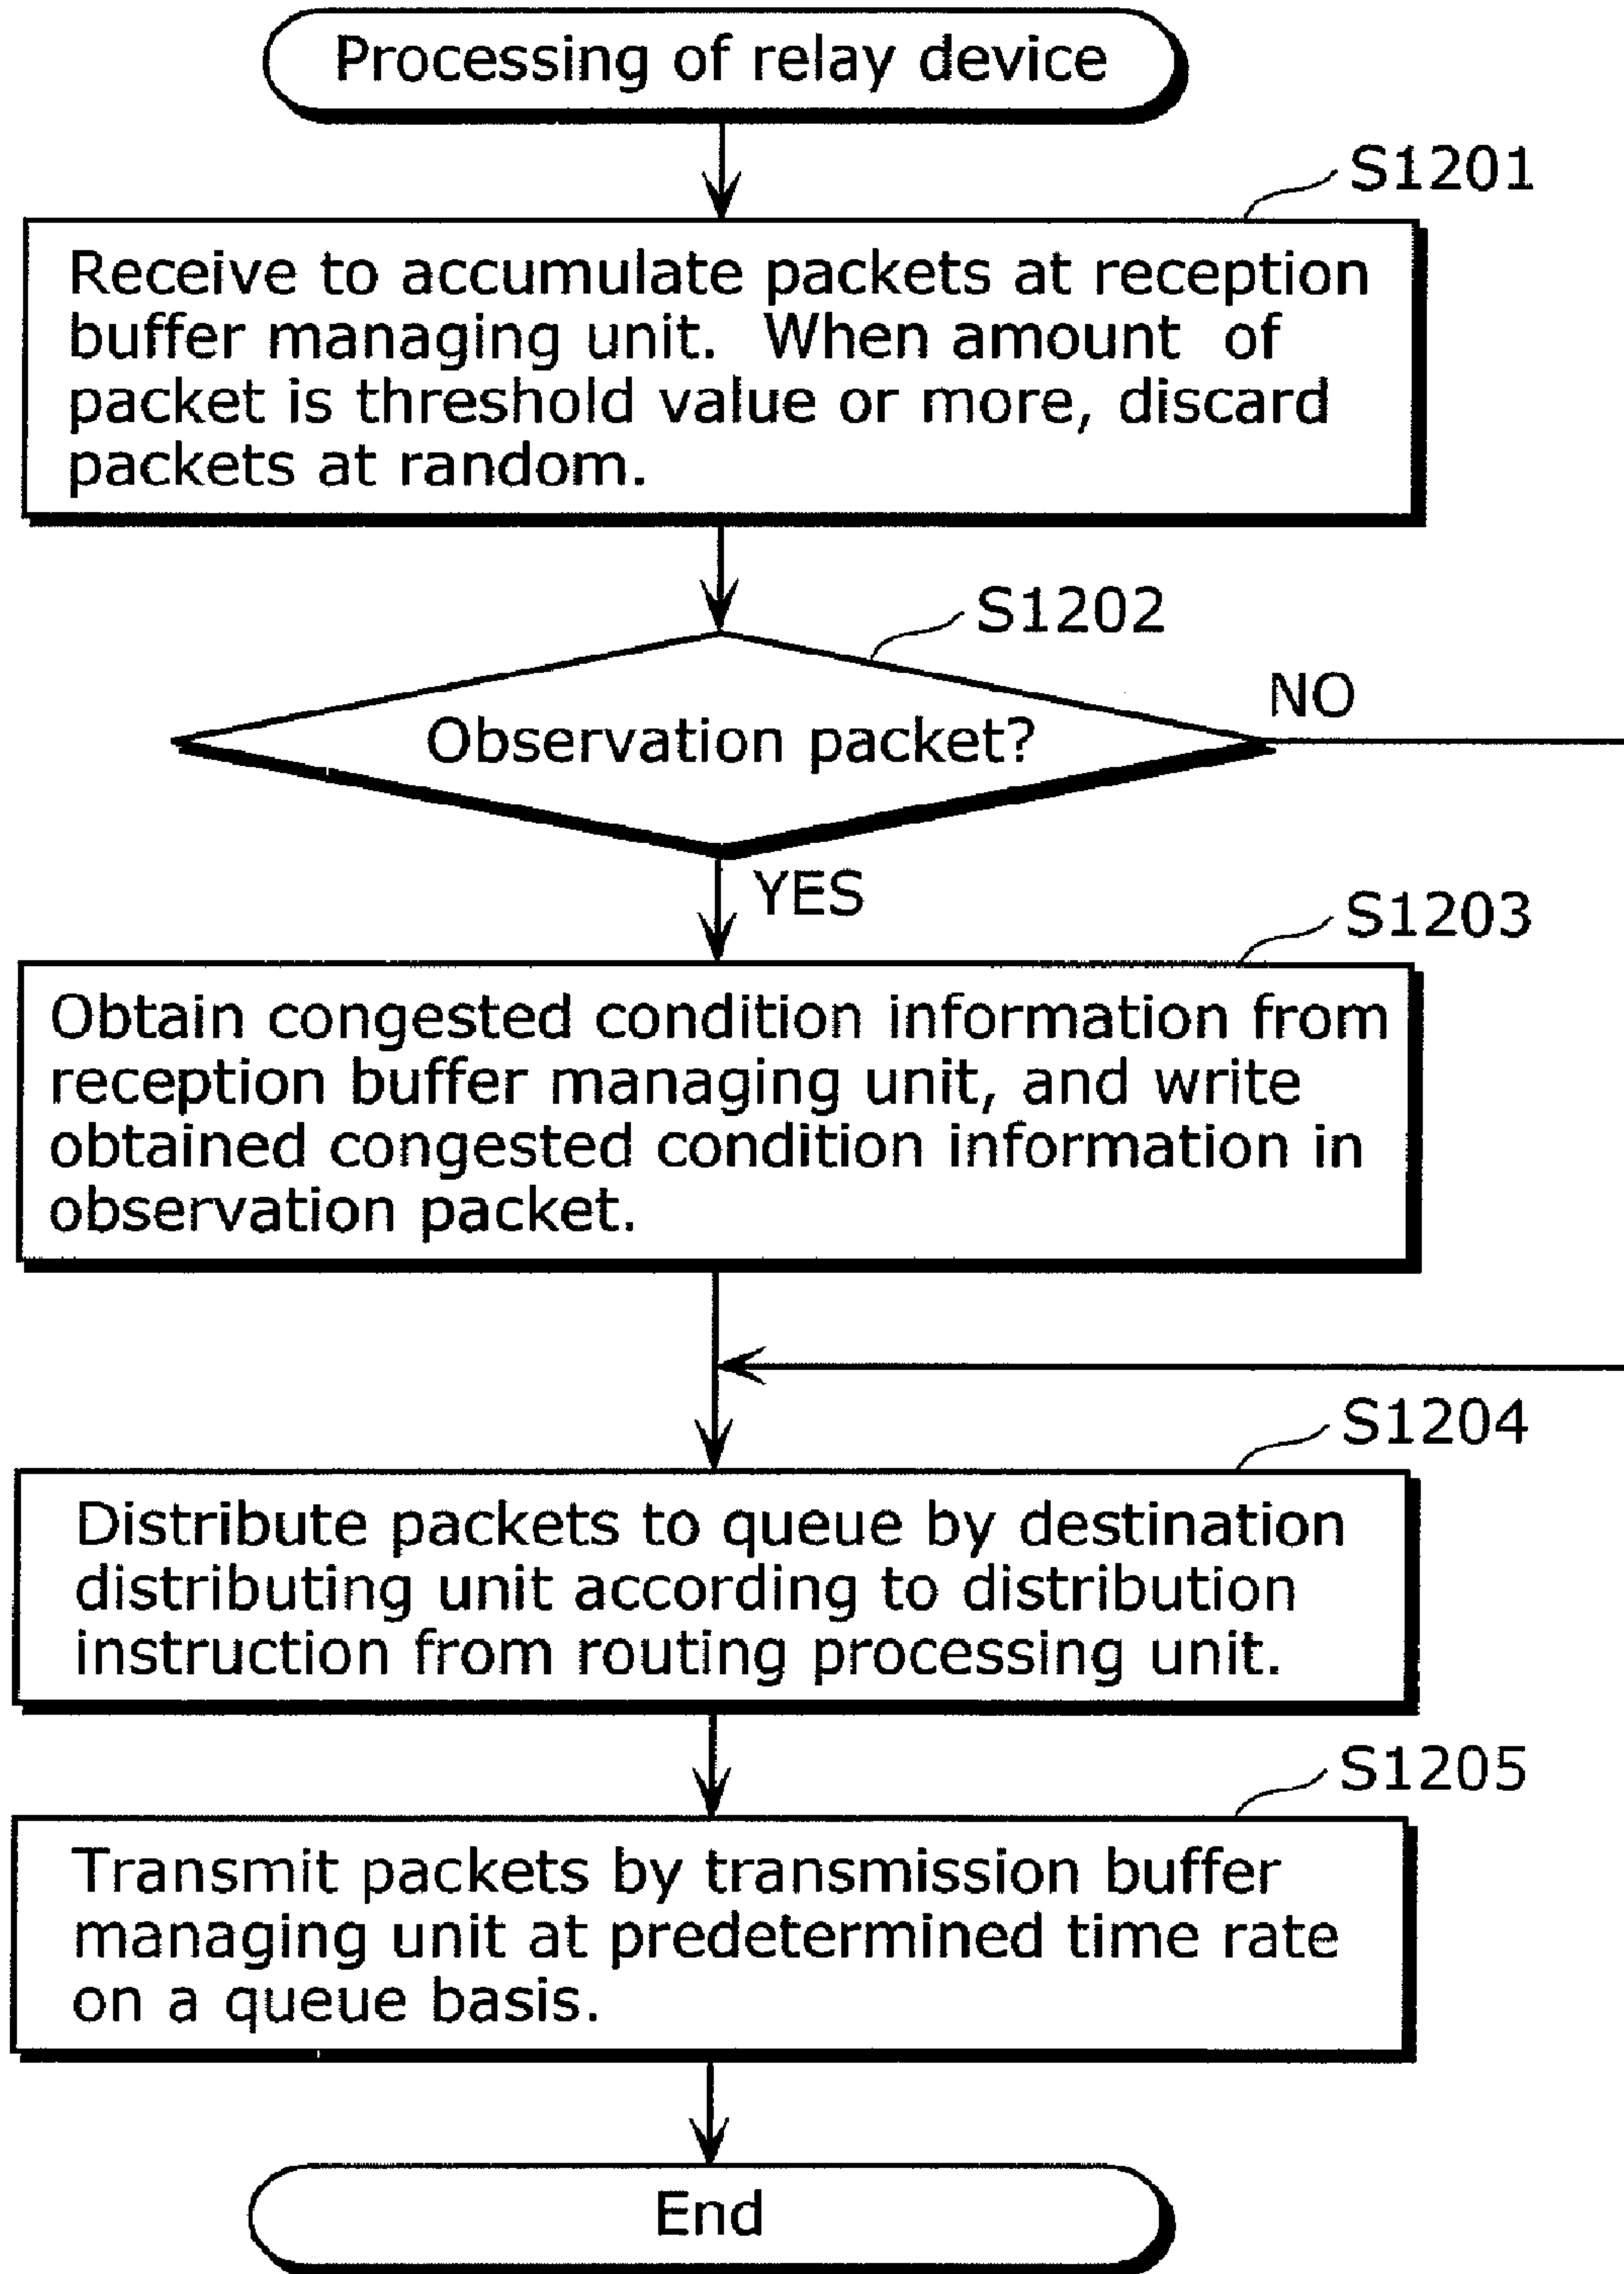 Processing of relay device
S1201
Receive to accumulate packets at reception
buffer managing unit. When amount of
packet is threshold value or more, discard
packets at random.
S1202
NO
Observation packet?
YES
S1203
Obtain congested condition information from
reception buffer managing unit, and write
obtained congested condition information in
observation packet.
S1204
Distribute packets to queue by destination
distributing unit according to distribution
instruction from routing processing unit.
S1205
Transmit packets by transmission buffer
managing unit at predetermined time rate
on a queue basis.
End